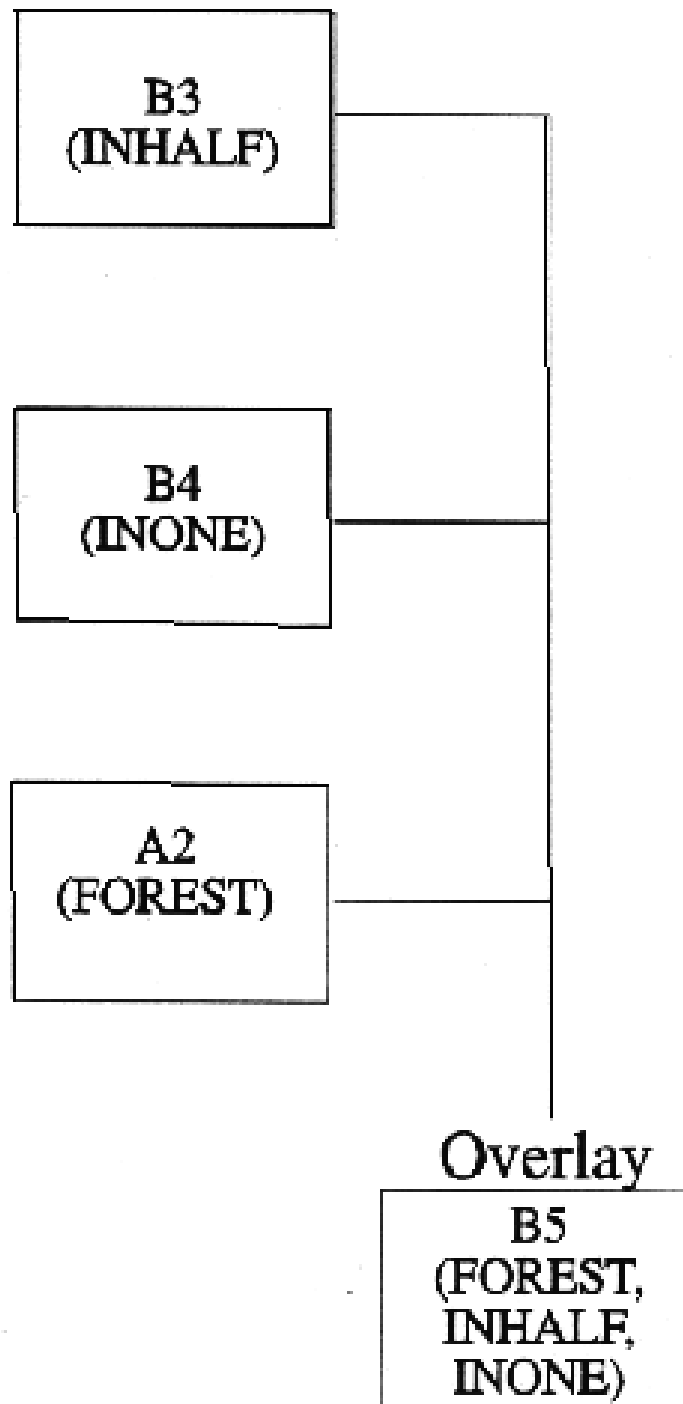 B3
(INHALF)
B4
(INONE)
A2
(FOREST)
Overlay
B5
(FOREST,
INHALF,
INONE)